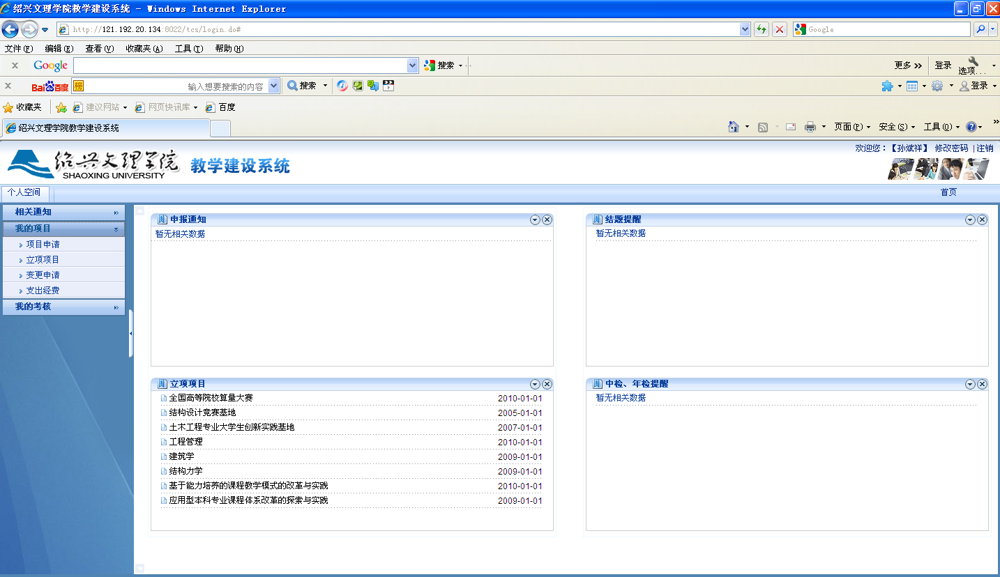 绍兴文理学院教学建设系统 - Windows Internet Explorer
http://121.192.20.134:8022/tcs/login.do#
Google
文件(F) 编辑(E) 查看(V) 收藏夹(A) 工具(T) 帮助(H)
x Google 搜索 更多 >> 登录 选项...
x Bai百度 榜 输入想要搜索的内容 搜索 登录
收藏夹 建议网站 网页快讯库 百度
绍兴文理学院教学建设系统 页面(P) 安全(S) 工具(O)
欢迎您：【孙斌祥】 修改密码 | 注销
绍兴文理学院 教学建设系统
SHAOXING UNIVERSITY
个人空间 首页
相关通知
我的项目
项目申请
立项项目
变更申请
支出经费
我的考核
申报通知
暂无相关数据
结题提醒
暂无相关数据
立项项目
全国高等院校算量大赛 2010-01-01
结构设计竞赛基地 2005-01-01
土木工程专业大学生创新实践基地 2007-01-01
工程管理 2010-01-01
建筑学 2009-01-01
结构力学 2009-01-01
基于能力培养的课程教学模式的改革与实践 2010-01-01
应用型本科专业课程体系改革的探索与实践 2009-01-01
中检、年检提醒
暂无相关数据